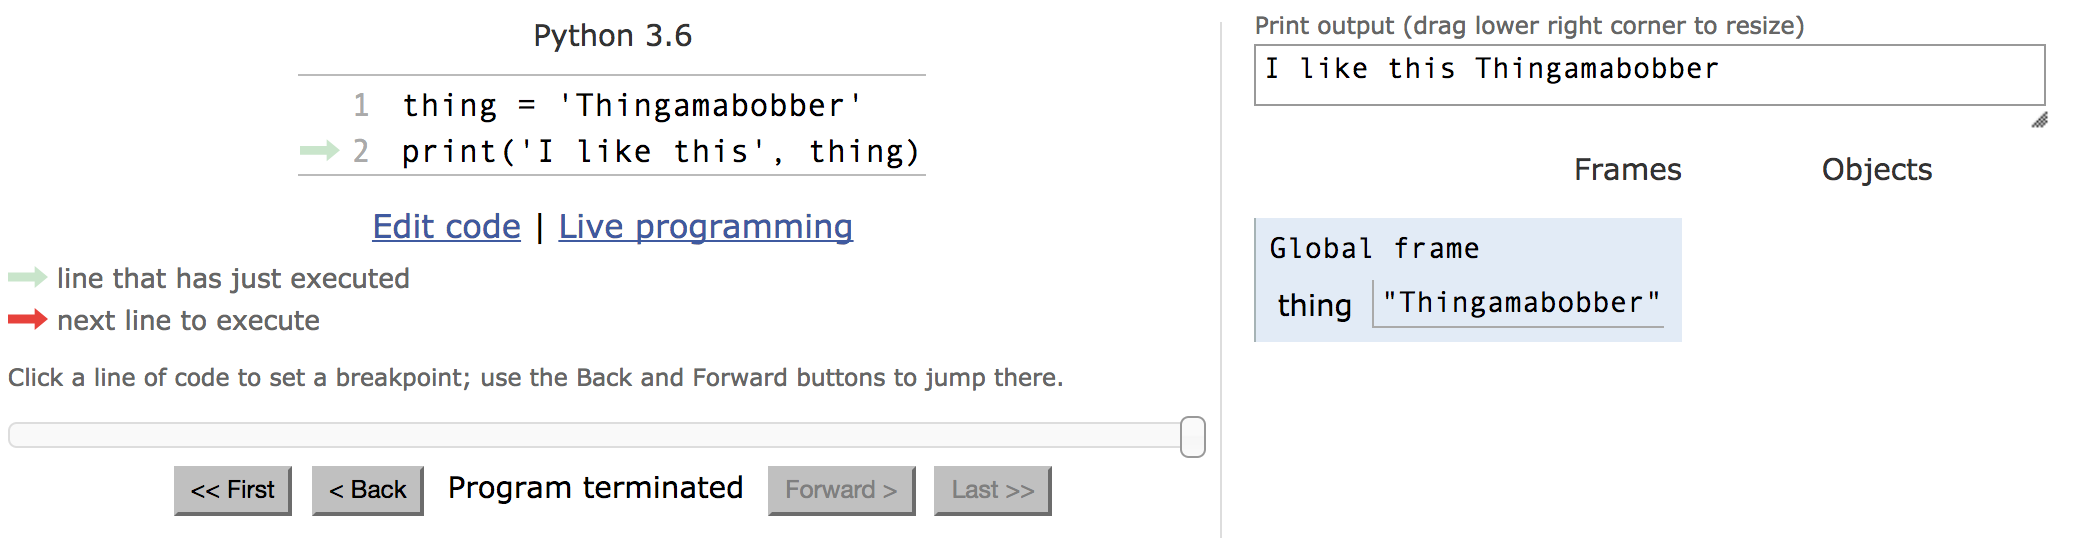 Python 3.6
1 thing = 'Thingamabobber'
2 print('I like this', thing)
Edit code | Live programming
line that has just executed
next line to execute
Click a line of code to set a breakpoint; use the Back and Forward buttons to jump there.
<< First < Back Program terminated Forward > Last >>
Print output (drag lower right corner to resize)
I like this Thingamabobber
Frames Objects
Global frame
thing "Thingamabobber"